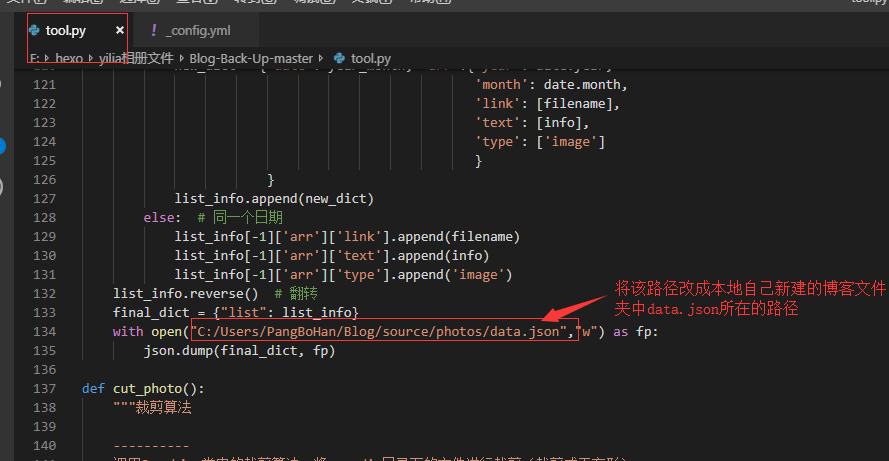 tool.py × ! _config.yml
E: > hexo > yilia相册文件 > Blog-Back-Up-master > tool.py
121 'month': date.month,
122 'link': [filename],
123 'text': [info],
124 'type': ['image']
125 }
126 }
127 list_info.append(new_dict)
128 else: # 同一个日期
129 list_info[-1]['arr']['link'].append(filename)
130 list_info[-1]['arr']['text'].append(info)
131 list_info[-1]['arr']['type'].append('image')
132 list_info.reverse() # 翻转
133 final_dict = {"list": list_info}
134 with open("C:/Users/PangBoHan/Blog/source/photos/data.json","w") as fp:
135 json.dump(final_dict, fp)
136
137 def cut_photo():
138 """裁剪算法
139
140 ----------
将该路径改成本地自己新建的博客文件
夹中data.json所在的路径